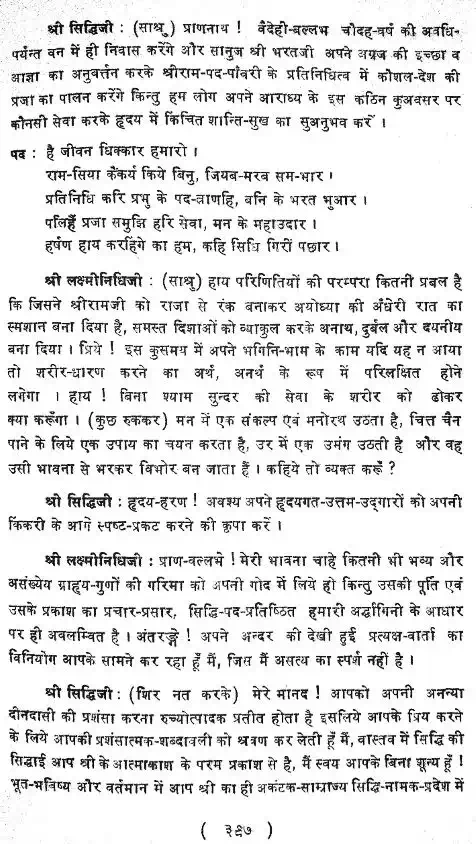 श्री सिद्धिजी : (साश्रु) प्राणनाथ ! वैदेही-बल्लभ चौदह-वर्ष की अवधि-
पर्यन्त वन में ही निवास करेंगे और सानुज श्री भरतजी अपने अग्रज की इच्छा व
आज्ञा का अनुवर्त्तन करके श्रीराम-पद-पाँवरी के प्रतिनिधित्व में कौशल-देश की
प्रजा का पालन करेंगे किन्तु हम लोग अपने आराध्य के इस कठिन कुअवसर पर
कौनसी सेवा करके हृदय में किंचित शान्ति-सुख का सुअनुभव करें ।
पद : है जीवन धिक्कार हमारो ।
राम-सिया कैंकर्य किये बिनु, जियब-मरब सम-भार ।
प्रतिनिधि करि प्रभु के पद-त्राणहि, बनि के भरत भुआर ।
पलिहैं प्रजा समुझि हरि सेवा, मन के महाउदार ।
हर्षण हाय करहिंगे का हम, कहि सिधि गिरीं पछार ।
श्री लक्ष्मोनिधिजी : (साश्रु) हाय परिणितियों की परम्परा कितनी प्रबल है
कि जिसने श्रीरामजी को राजा से रंक बनाकर अयोध्या की अँधेरी रात का
स्मशान बना दिया है, समस्त दिशाओं को व्याकुल करके अनाथ, दुर्बल और दयनीय
बना दिया । प्रिये ! इस कुसमय में अपने भगिनि-भाम के काम यदि यह न आया
तो शरीर-धारण करने का अर्थ, अनर्थ के रूप में परिलक्षित होने
लगेगा । हाय ! बिना श्याम सुन्दर की सेवा के शरीर को ढोकर
क्या करूँगा । (कुछ रुककर) मन में एक संकल्प एवं मनोरथ उठता है, चित्त चैन
पाने के लिये एक उपाय का चयन करता है, उर में एक उमंग उठती है और वह
उसी भावना से भरकर विभोर बन जाता हैं । कहिये तो व्यक्त करूँ ?
श्री सिद्धिजी : हृदय-हरण ! अवश्य अपने हृदयगत-उत्तम-उद्गारों को अपनी
किंकरी के आगे स्पष्ट-प्रकट करने की कृपा करें ।
श्री लक्ष्मोनिधिजी : प्राण-वल्लभे ! मेरी भावना चाहे कितनी भी भव्य और
असंख्येय ग्राह्य-गुणों की गरिमा को अपनी गोद में लिये हो किन्तु उसकी पूर्ति एवं
उसके प्रकाश का प्रचार-प्रसार, सिद्धि-पद-प्रतिष्ठित हमारी अर्द्धांगिनी के आधार
पर ही अवलम्वित है । अंतरङ्गे ! अपने अन्दर की देखी हुई प्रत्यक्ष-वार्ता का
विनियोग आपके सामने कर रहा हूँ मैं, जिस में असत्य का स्पर्श नहीं है ।
श्री सिद्धिजी : (शिर नत करके) मेरे मानद ! आपको अपनी अनन्या
दीनदासी की प्रशंसा करना रुच्योत्पादक प्रतीत होता है इसलिये आपके प्रिय करने
के लिये आपकी प्रशंसात्मक-शब्दावली को श्रवण कर लेती हूँ मैं, वास्तव में सिद्धि की
सिद्धाई आप श्री के आत्माकाश के परम प्रकाश से है, मैं स्वयं आपके बिना शून्य हूँ !
भूत-भविष्य और वर्तमान में आप श्री का ही अकंटक-साम्राज्य सिद्धि-नामक-प्रदेश में
( ३९७ )